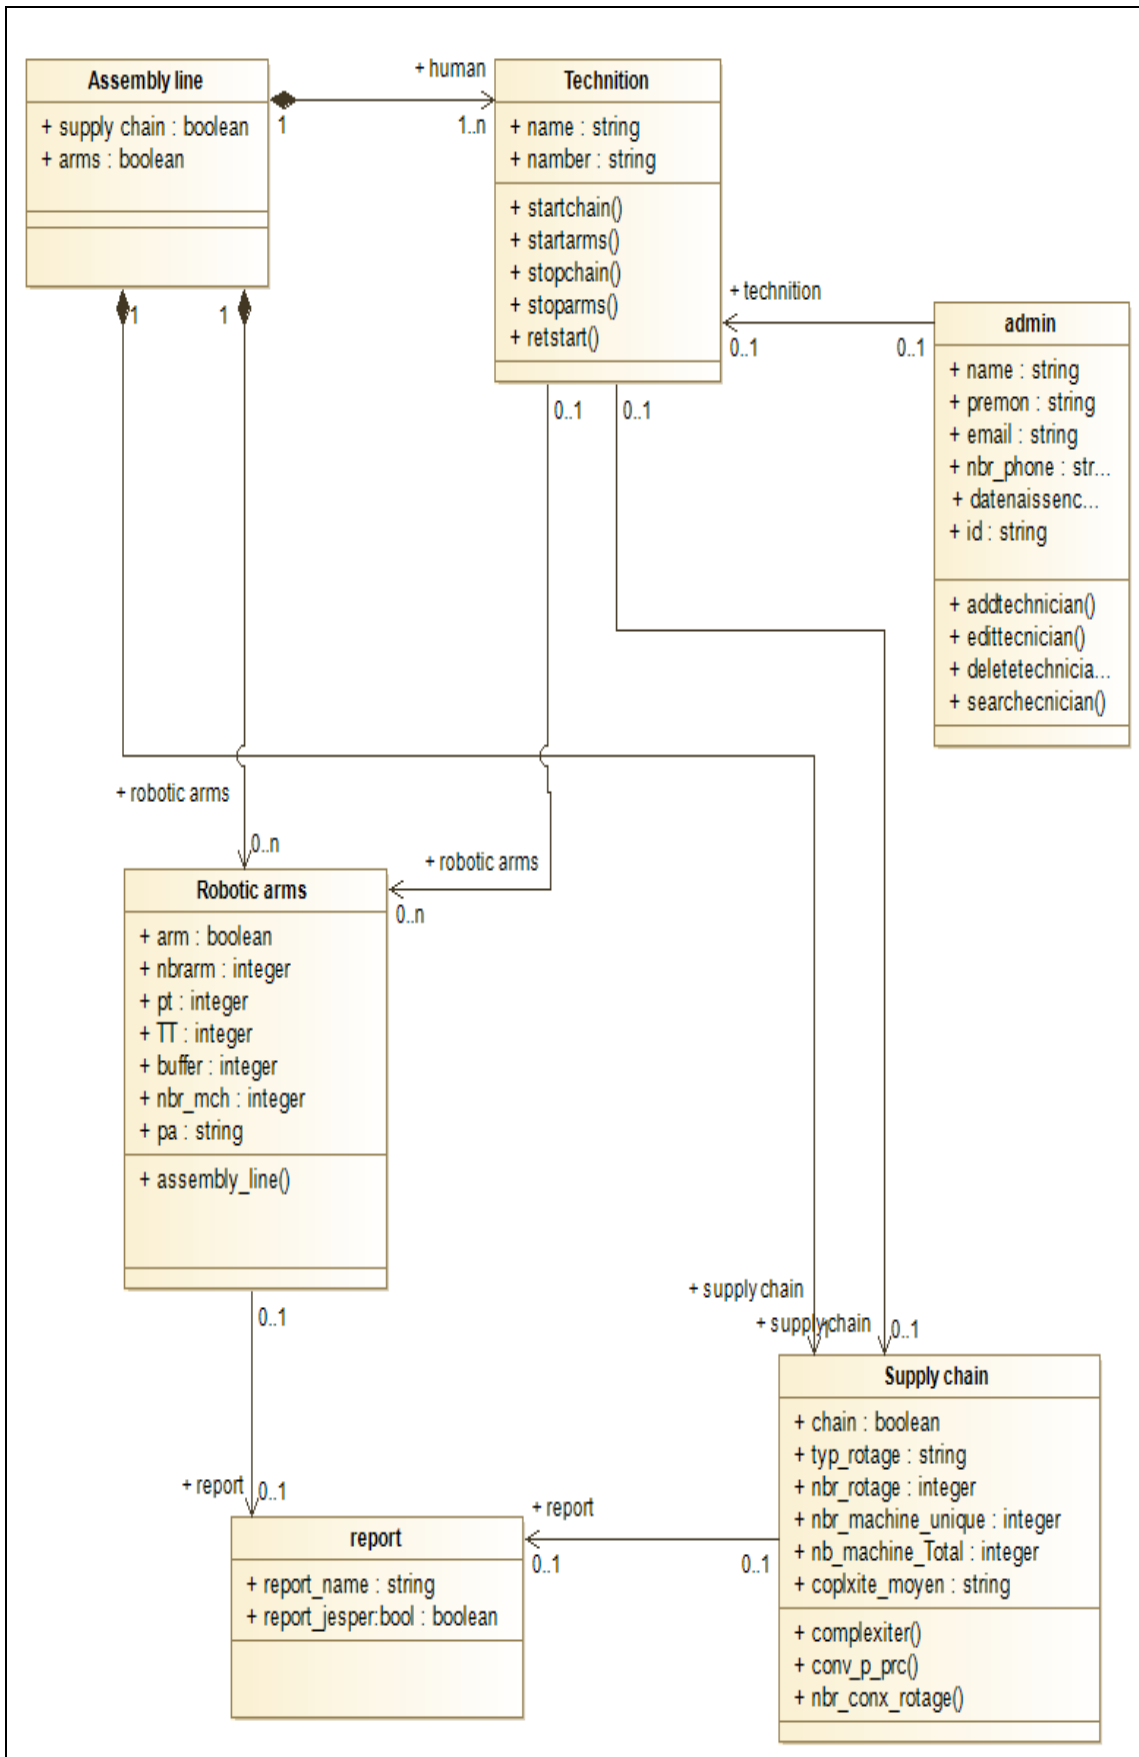 Assembly line
+ supply chain : boolean
+ arms : boolean
1
+ human
1..n
Technition
+ name : string
+ namber : string
+ startchain()
+ startarms()
+ stopchain()
+ stoparms()
+ retstart()
+ technition
0..1
0..1
admin
+ name : string
+ premon : string
+ email : string
+ nbr_phone : str...
+ datenaissenc...
+ id : string
+ addtechnician()
+ edittecnician()
+ deletetechnicia...
+ searchecnician()
1
1
0..1
0..1
+ robotic arms
0..n
+ robotic arms
0..n
Robotic arms
+ arm : boolean
+ nbrarm : integer
+ pt : integer
+ TT : integer
+ buffer : integer
+ nbr_mch : integer
+ pa : string
+ assembly_line()
0..1
+ supply chain
+ supply chain
1
0..1
Supply chain
+ chain : boolean
+ typ_rotage : string
+ nbr_rotage : integer
+ nbr_machine_unique : integer
+ nb_machine_Total : integer
+ coplxite_moyen : string
+ complexiter()
+ conv_p_prc()
+ nbr_conx_rotage()
+ report
0..1
+ report
0..1
0..1
report
+ report_name : string
+ report_jesper:bool : boolean